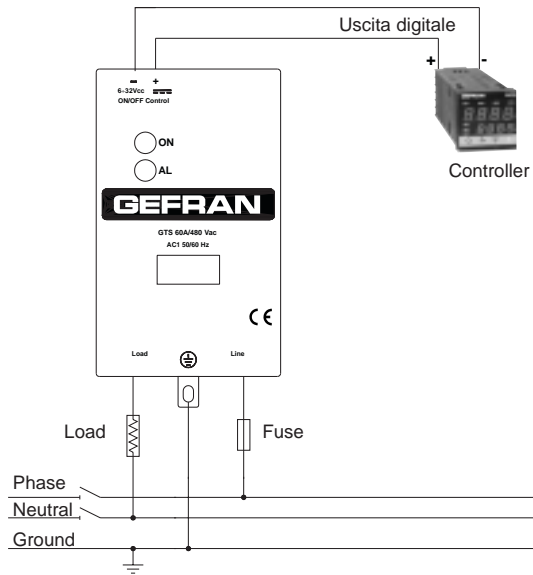 Uscita digitale
+ -
- +
6-32Vcc
ON/OFF Control
ON
AL
GEFRAN
GTS 60A/480 Vac
AC1 50/60 Hz
CE
Load
Line
GEFRAN
Controller
Load
Fuse
Phase
Neutral
Ground